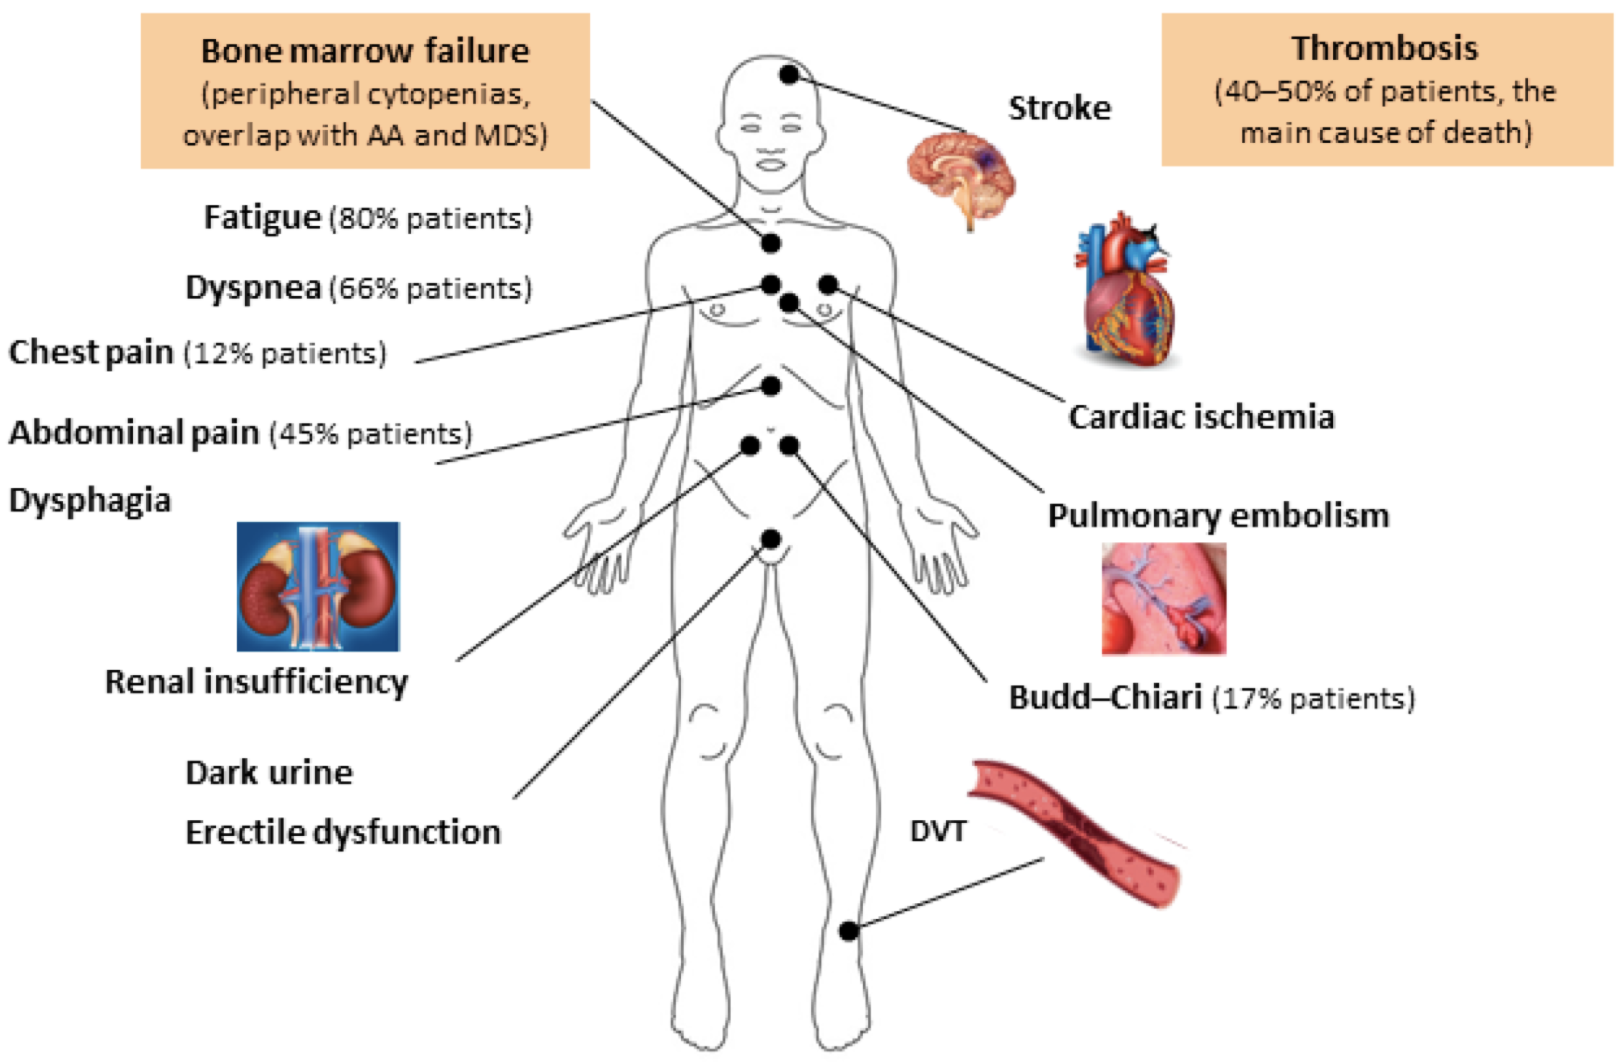 Bone marrow failure
(peripheral cytopenias,
overlap with AA and MDS)
Fatigue (80% patients)
Dyspnea (66% patients)
Chest pain (12% patients)
Abdominal pain (45% patients)
Dysphagia
Renal insufficiency
Dark urine
Erectile dysfunction
Thrombosis
(40–50% of patients, the
main cause of death)
Stroke
Cardiac ischemia
Pulmonary embolism
Budd–Chiari (17% patients)
DVT